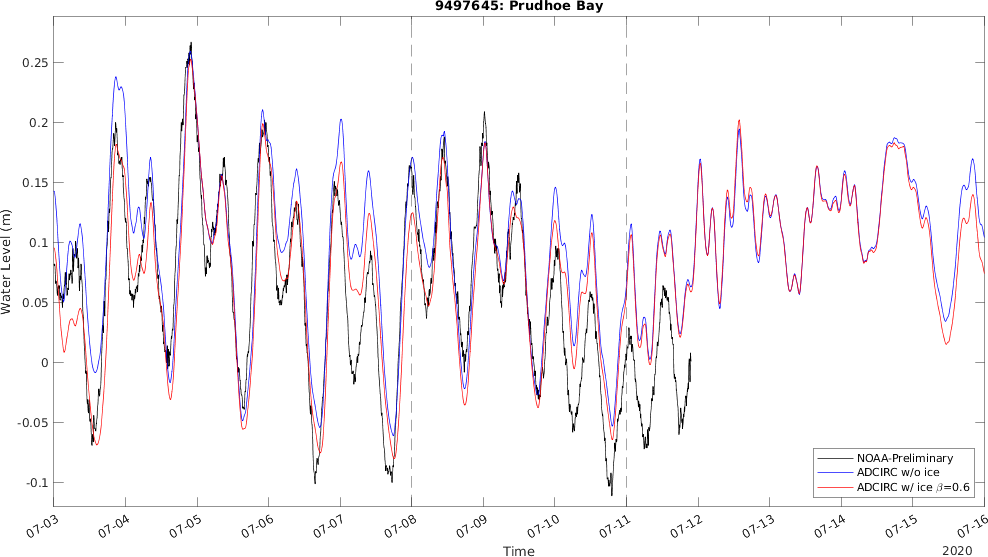 9497645: Prudhoe Bay
Water Level (m)
0.25
0.2
0.15
0.1
0.05
0
-0.05
-0.1
NOAA-Preliminary
ADCIRC w/o ice
ADCIRC w/ ice β=0.6
07-03 07-04 07-05 07-06 07-07 07-08 07-09 07-10 07-11 07-12 07-13 07-14 07-15 07-16
Time
2020